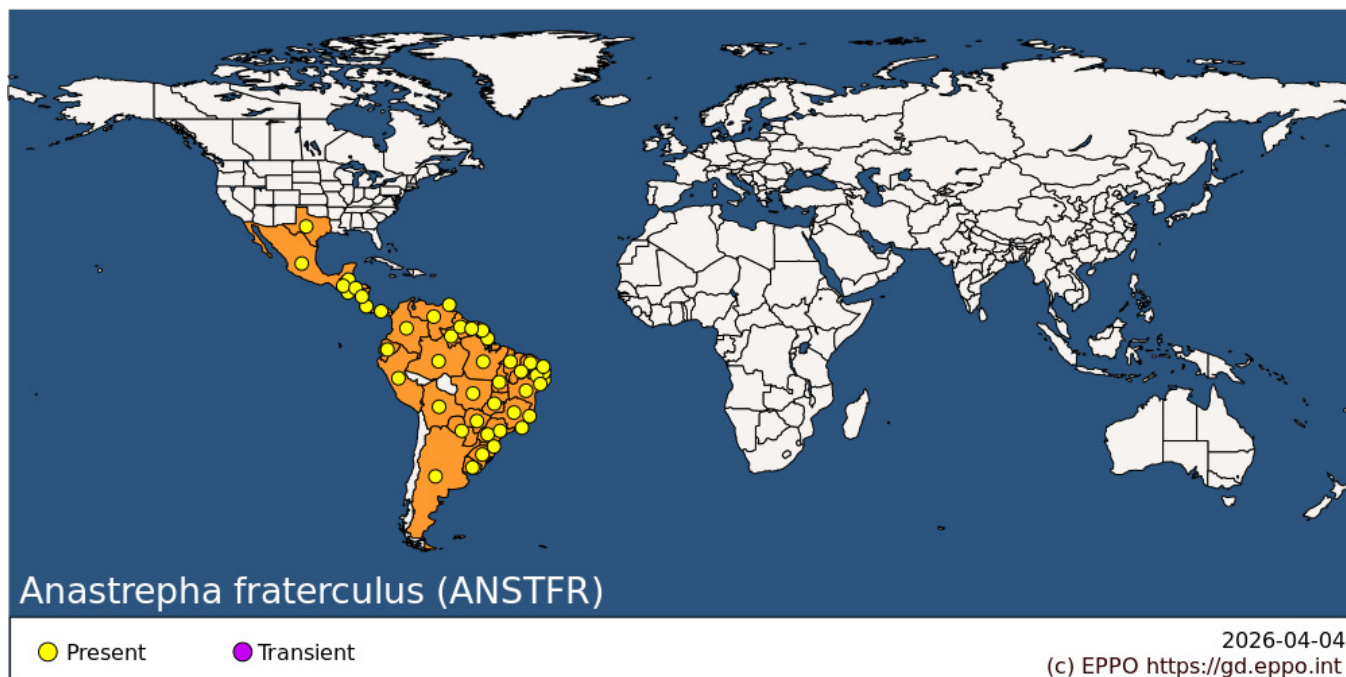 Anastrepha fraterculus (ANSTFR)
Present
Transient
2026-04-04
(c) EPPO https://gd.eppo.int